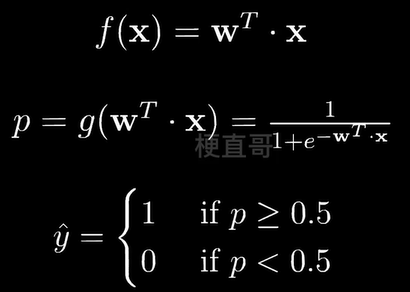 f(x) = w^T · x
p = g(w^T · x) = 1 / (1+e^{-w^T·x})
梗直哥
ŷ = { 1 if p ≥ 0.5
0 if p < 0.5